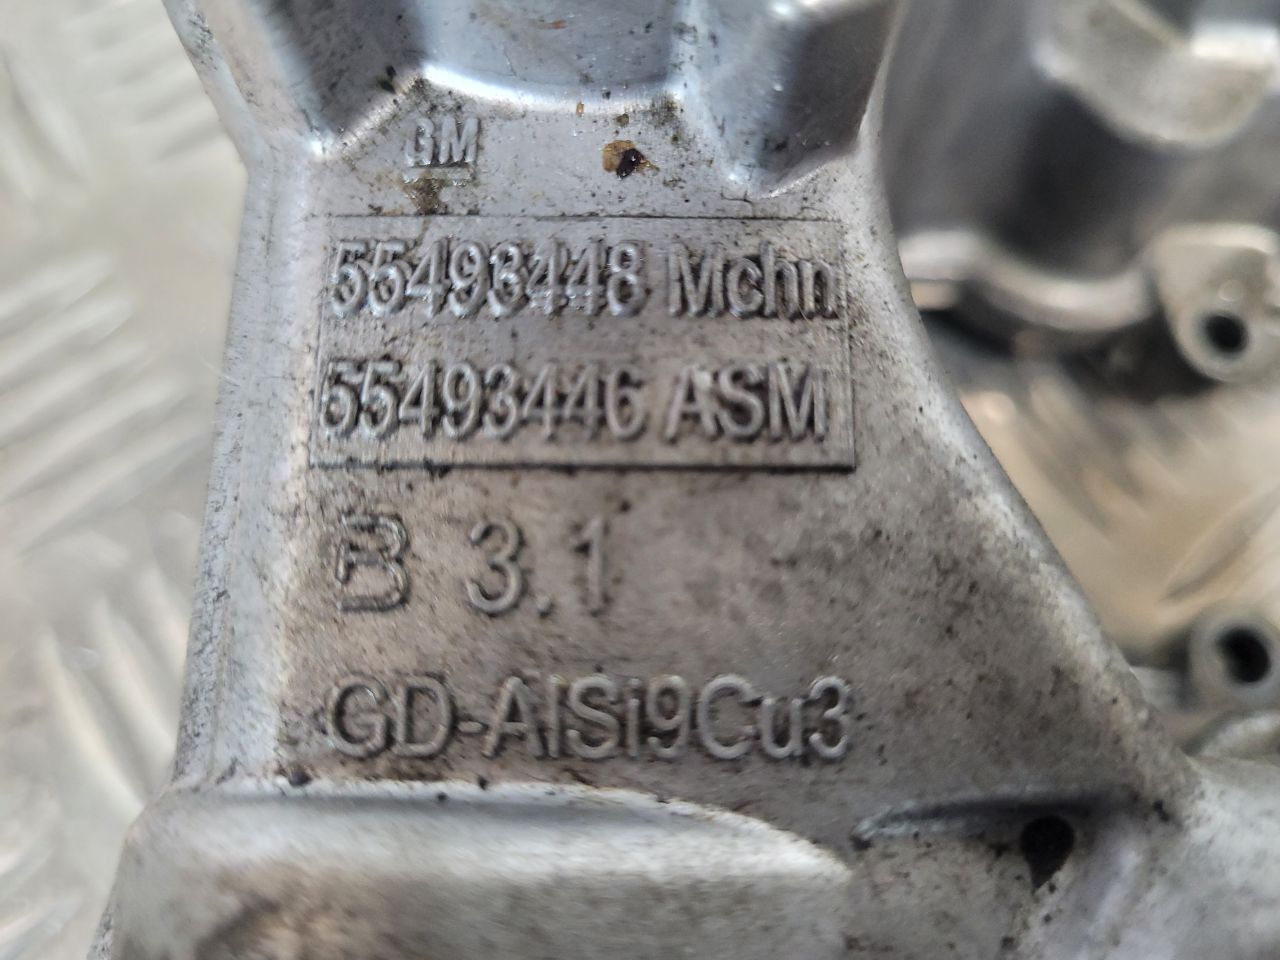 GM
55493448 Mchn
55493446 ASM
B 3.1
GD-AlSi9Cu3